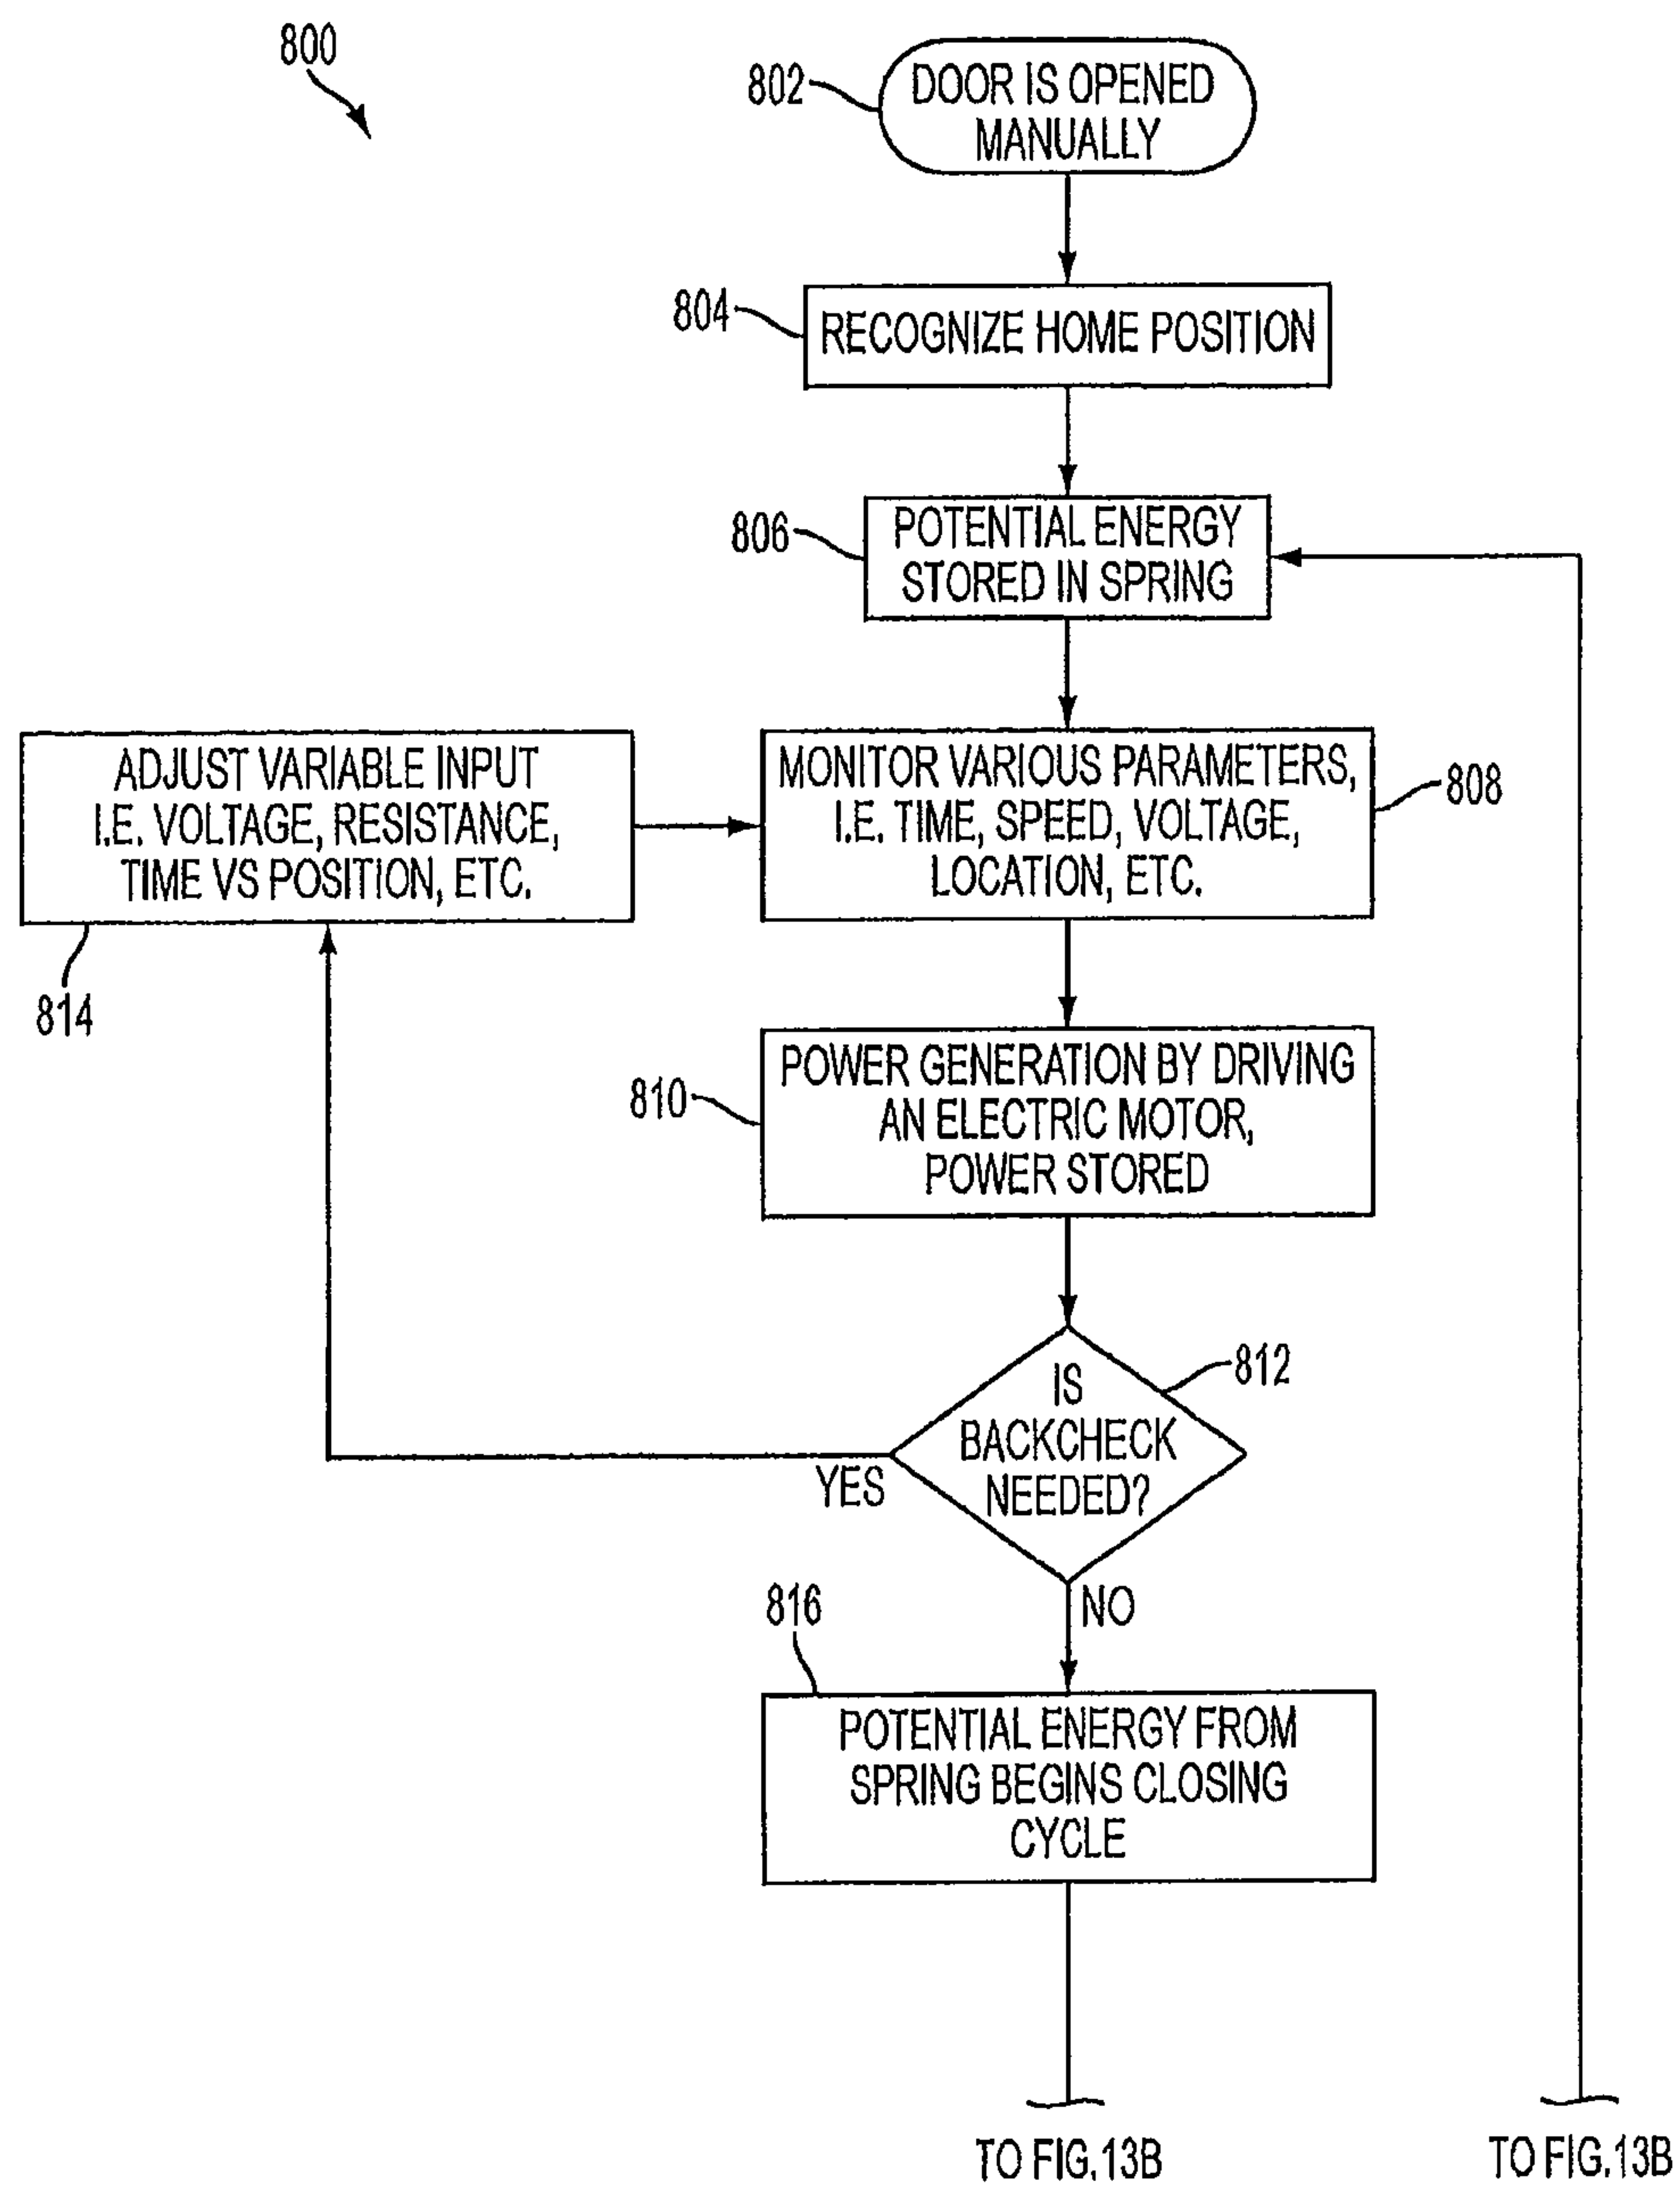 800
802
DOOR IS OPENED
MANUALLY
804
RECOGNIZE HOME POSITION
806
POTENTIAL ENERGY
STORED IN SPRING
ADJUST VARIABLE INPUT
I.E. VOLTAGE, RESISTANCE,
TIME VS POSITION, ETC.
814
MONITOR VARIOUS PARAMETERS,
I.E. TIME, SPEED, VOLTAGE,
LOCATION, ETC.
808
810
POWER GENERATION BY DRIVING
AN ELECTRIC MOTOR,
POWER STORED
812
IS
BACKCHECK
NEEDED?
YES
NO
816
POTENTIAL ENERGY FROM
SPRING BEGINS CLOSING
CYCLE
TO FIG.13B
TO FIG.13B